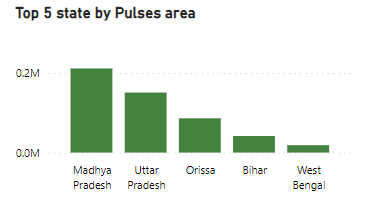 Top 5 state by Pulses area
0.2M
0.0M
Madhya Pradesh
Uttar Pradesh
Orissa
Bihar
West Bengal